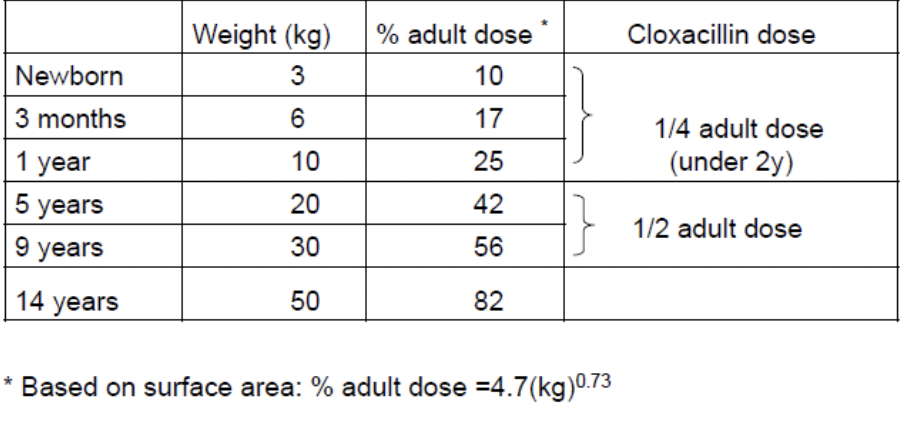 Weight (kg) % adult dose * Cloxacillin dose
Newborn 3 10
3 months 6 17
1/4 adult dose
1 year 10 25 (under 2y)
5 years 20 42
1/2 adult dose
9 years 30 56
14 years 50 82
* Based on surface area: % adult dose =4.7(kg)0.73